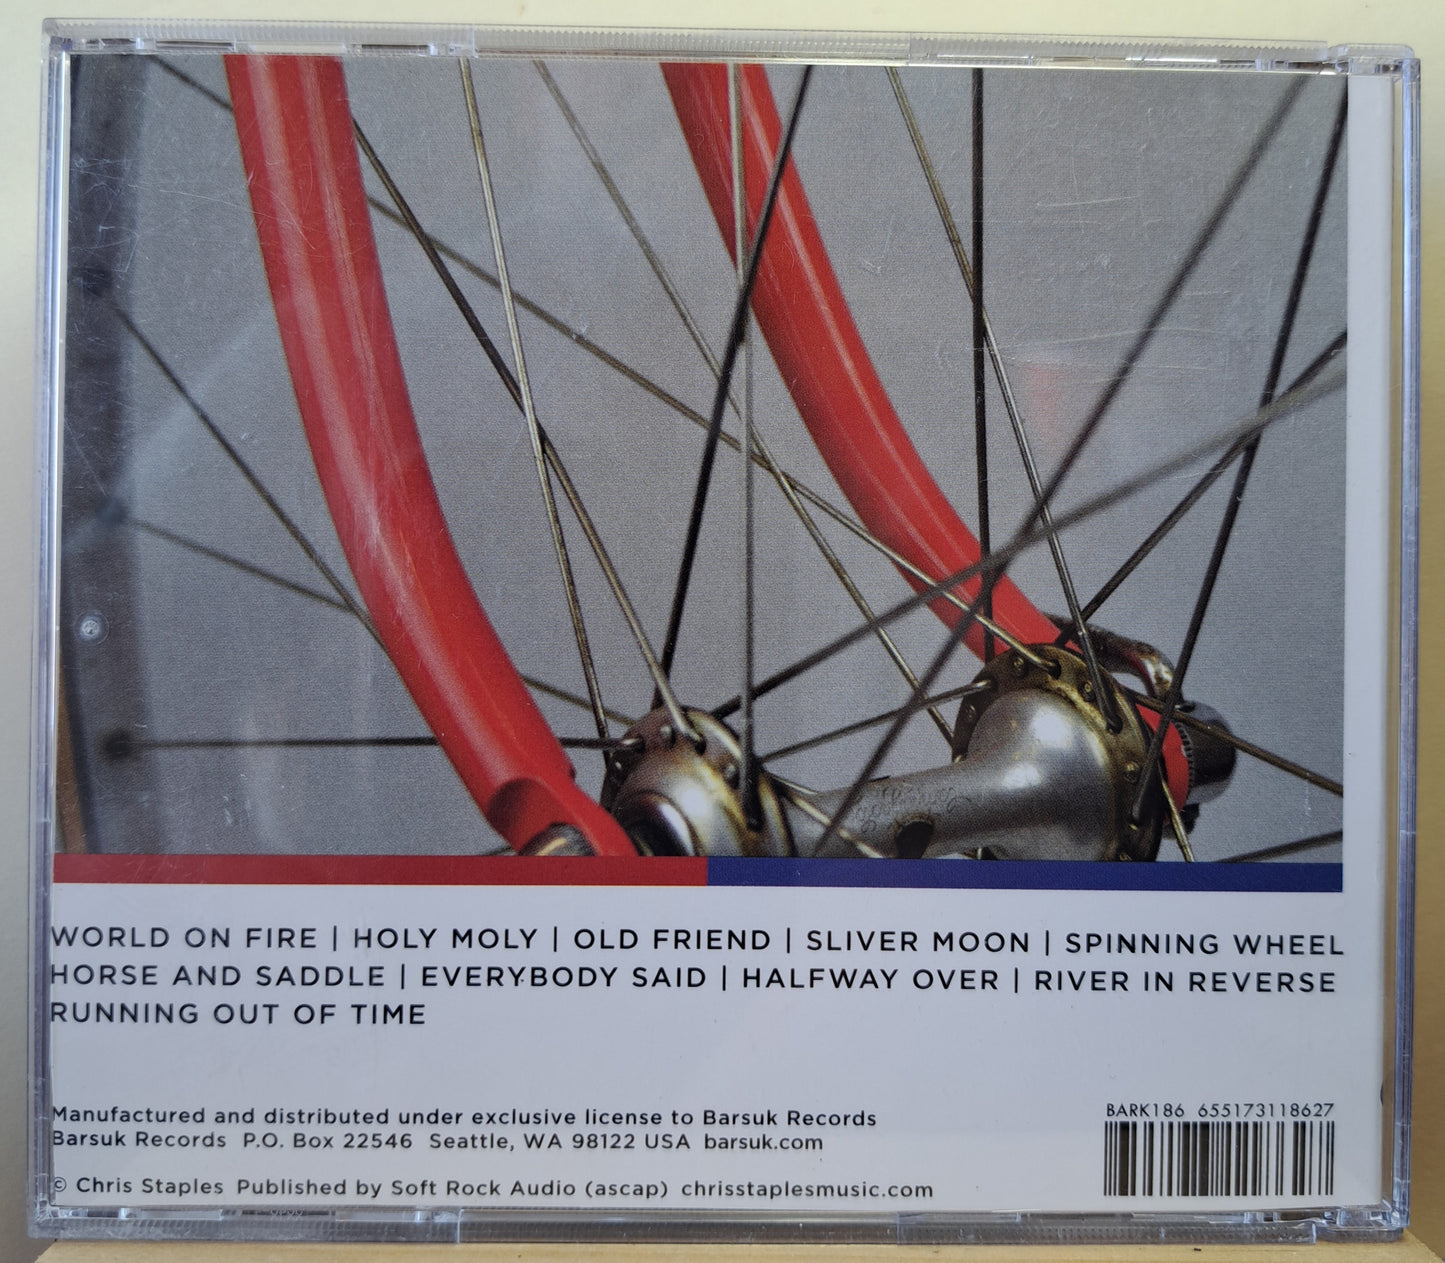 WORLD ON FIRE | HOLY MOLY | OLD FRIEND | SLIVER MOON | SPINNING WHEEL
HORSE AND SADDLE | EVERYBODY SAID | HALFWAY OVER | RIVER IN REVERSE
RUNNING OUT OF TIME
Manufactured and distributed under exclusive license to Barsuk Records
Barsuk Records P.O. Box 22546 Seattle, WA 98122 USA barsuk.com
© Chris Staples Published by Soft Rock Audio (ascap) chrisstaplesmusic.com
BARK186 655173118627